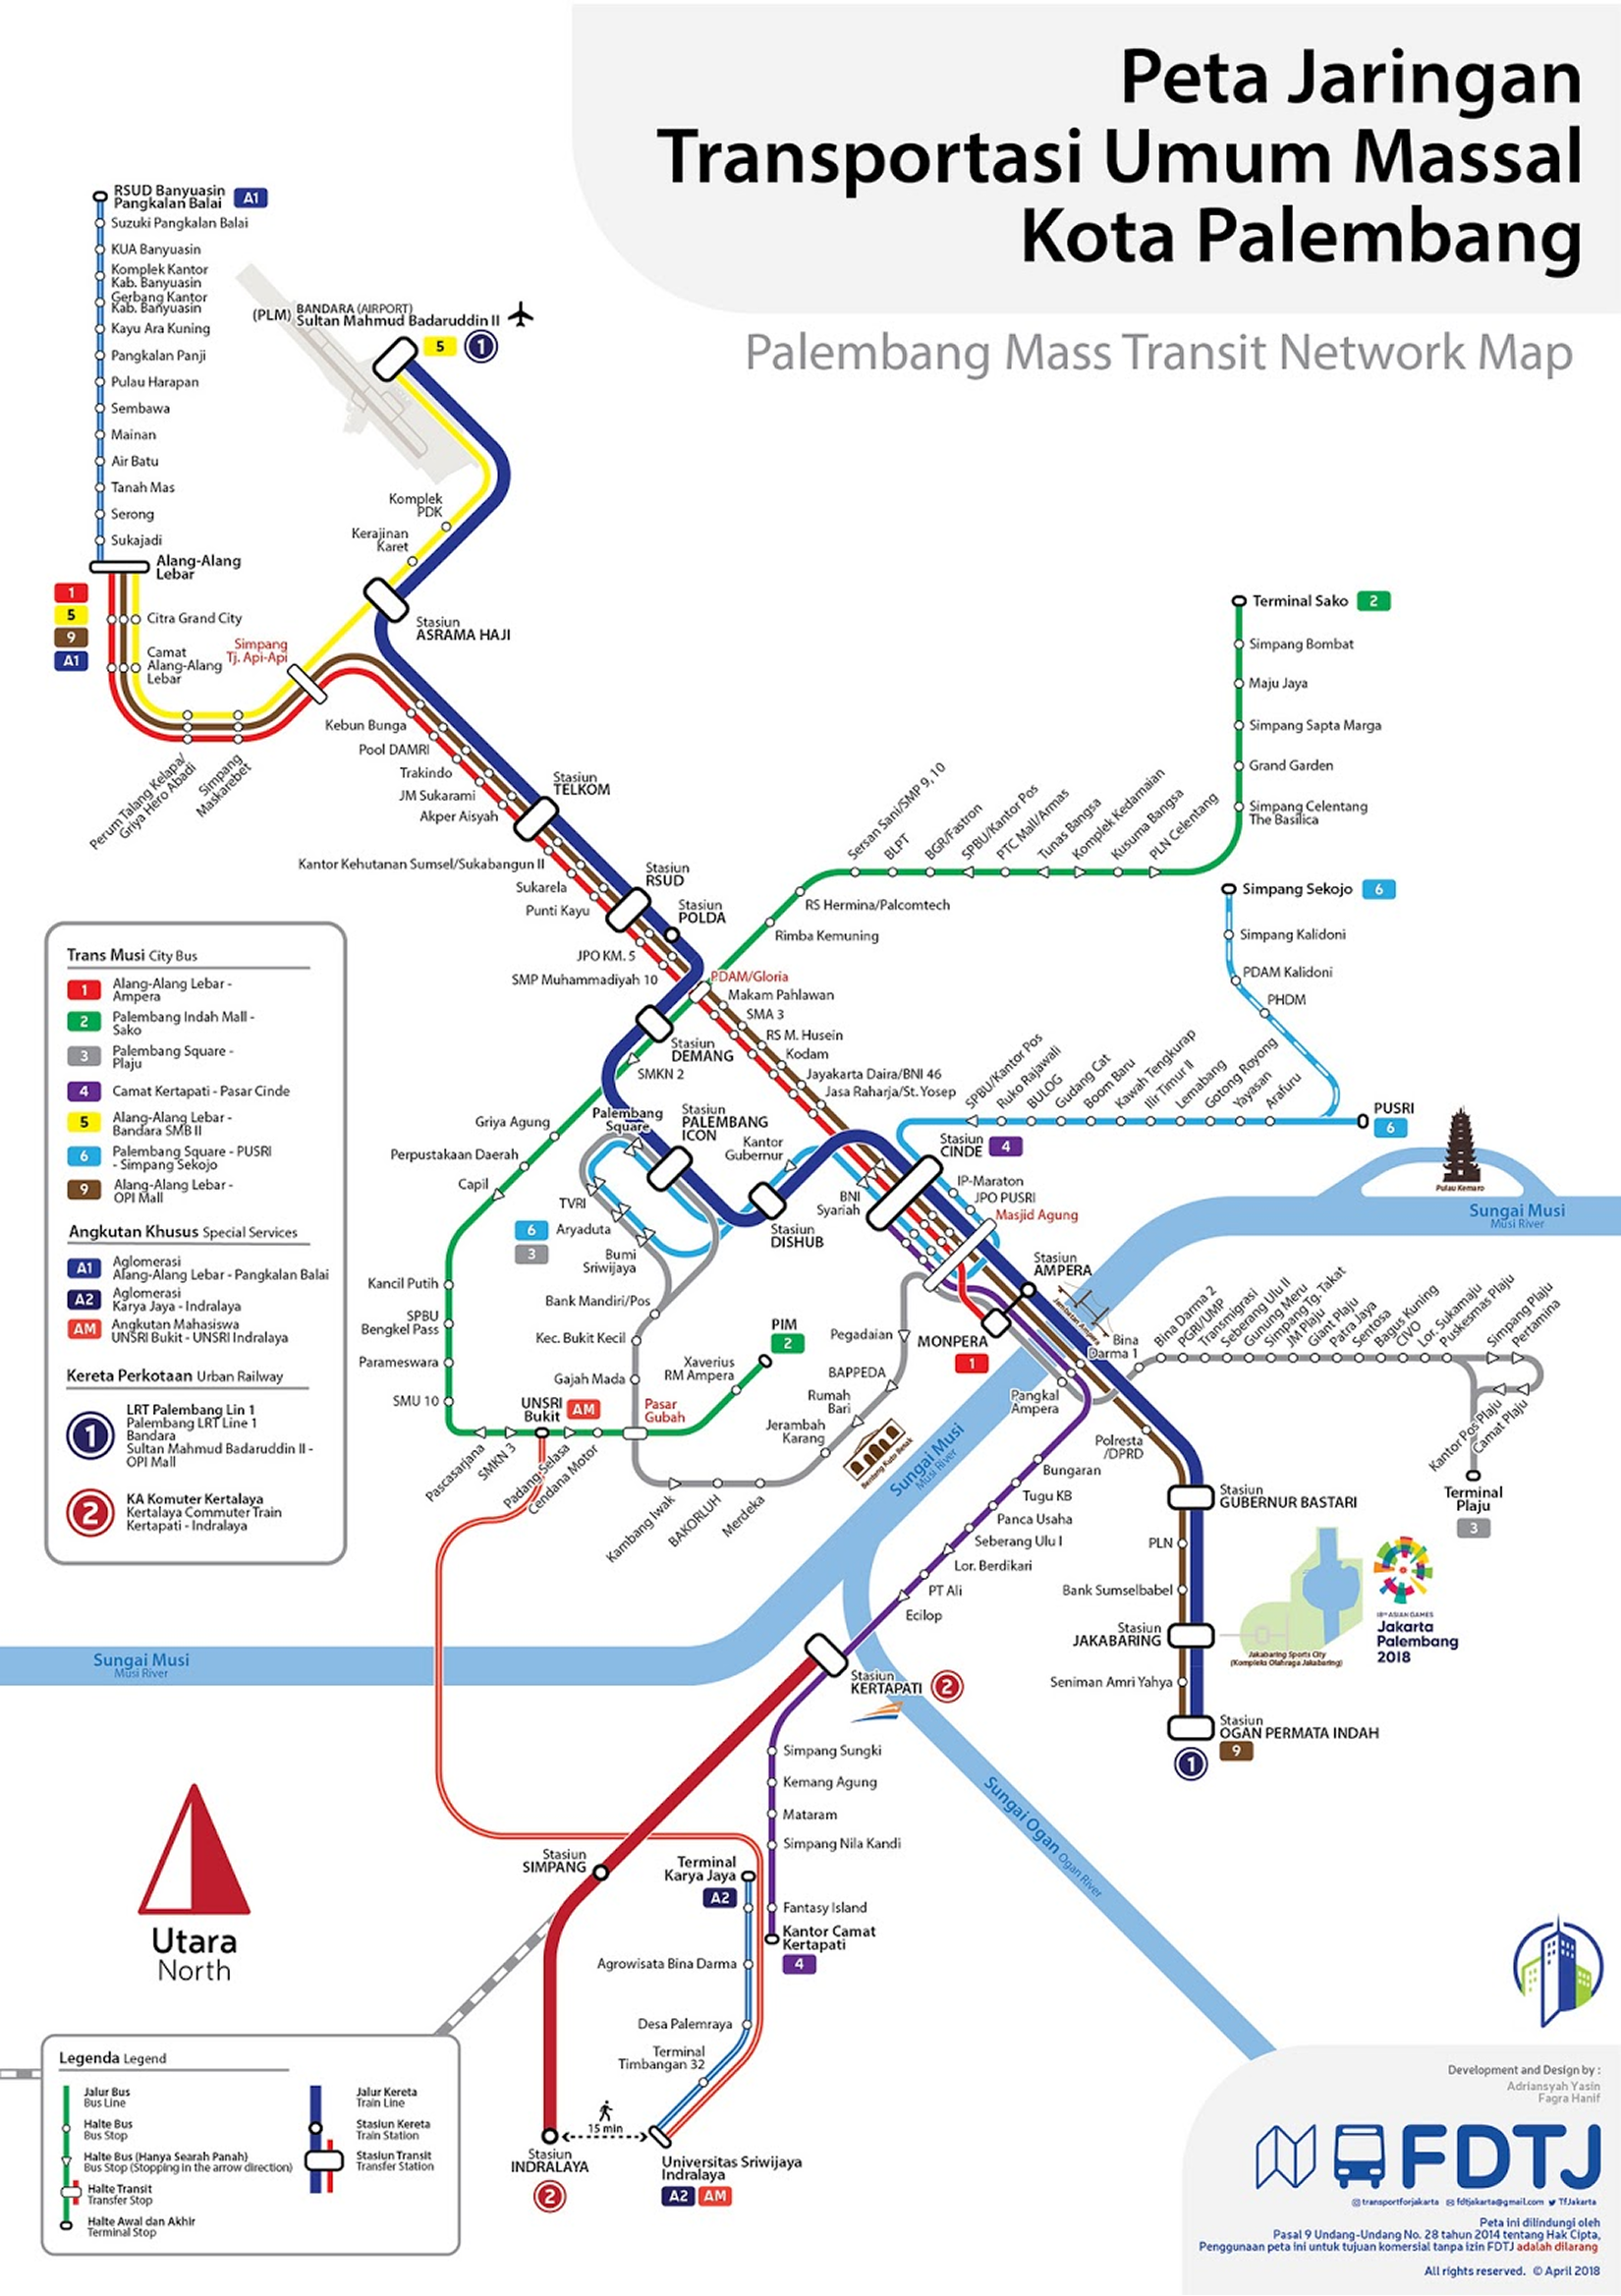 Peta Jaringan
Transportasi Umum Massal
Kota Palembang
Palembang Mass Transit Network Map
RSUD Banyuasin
Pangkalan Balai
A1
Suzuki Pangkalan Balai
KUA Banyuasin
Komplek Kantor
Kab. Banyuasin
Gerbang Kantor
Kab. Banyuasin
Kayu Ara Kuning
Pangkalan Panji
Pulau Harapan
Sembawa
Mainan
Air Batu
Tanah Mas
Serong
Sukajadi
Alang-Alang
Lebar
1
5
9
A1
Citra Grand City
Camat
Alang-Alang
Lebar
Perum Talang Kelapa/
Griya Hero Abadi
Simpang
Maskarebet
Simpang
Tj. Api-Api
(PLM)
BANDARA (AIRPORT)
Sultan Mahmud Badaruddin II
5
1
Komplek
PDK
Kerajinan
Karet
Stasiun
ASRAMA HAJI
Kebun Bunga
Pool DAMRI
Trakindo
JM Sukarami
Akper Aisyah
Stasiun
TELKOM
Kantor Kehutanan Sumsel/Sukabangun II
Sukarela
Punti Kayu
Stasiun
RSUD
Stasiun
POLDA
JPO KM. 5
SMP Muhammadiyah 10
PDAM/Gloria
Makam Pahlawan
SMA 3
RS M. Husein
Kodam
Jayakarta Daira/BNI 46
Jasa Raharja/St. Yosep
Terminal Sako
2
Simpang Bombat
Maju Jaya
Simpang Sapta Marga
Grand Garden
Simpang Celentang
The Basilica
PLN Celentang
Kusuma Bangsa
Komplek Kedamaian
Tunas Bangsa
PTC Mall/Armas
SPBU/Kantor Pos
BGR/Fastron
BLPT
Sersan Sani/SMP 9, 10
RS Hermina/Palcomtech
Rimba Kemuning
Simpang Sekojo
6
Simpang Kalidoni
PDAM Kalidoni
PHDM
PUSRI
6
SPBU/Kantor Pos
Ruko Rajawali
BULOG
Gudang Cat
Boom Baru
Kawah Tengkurap
Ilir Timur II
Lemabang
Gotong Royong
Yayasan
Arafuru
Stasiun
DEMANG
SMKN 2
Griya Agung
Perpustakaan Daerah
Capil
Kancil Putih
SPBU
Bengkel Pass
Parameswara
SMU 10
Palembang
Square
Stasiun
PALEMBANG
ICON
Kantor
Gubernur
TVRI
6
Aryaduta
3
Bumi
Sriwijaya
Stasiun
DISHUB
BNI
Syariah
Stasiun
CINDE
4
IP-Maraton
JPO PUSRI
Masjid Agung
Stasiun
AMPERA
Jembatan Ampera
MONPERA
1
Pulau Kemaro
Sungai Musi
Musi River
Bank Mandiri/Pos
Kec. Bukit Kecil
Gajah Mada
PIM
2
Xaverius
RM Ampera
Pasar
Gubah
UNSRI
Bukit
AM
Pascasarjana
SMKN 3
Padang Selasa
Cendana Motor
Kambang Iwak
BAKORLUH
Merdeka
Jerambah
Karang
Rumah
Bari
BAPPEDA
Pegadaian
Benteng Kuto Besak
Sungai Musi
Musi River
Bina
Darma 1
Pangkal
Ampera
Bina Darma 2
PGRI/UMP
Transmigrasi
Seberang Ulu II
Gunung Meru
Simpang Tg. Takat
JM Plaju
Giant Plaju
Patra Jaya
Sentosa
Bagus Kuning
CIVO
Lor. Sukamaju
Puskesmas Plaju
Simpang Plaju
Pertamina
Kantor Pos Plaju
Camat Plaju
Terminal
Plaju
3
Polresta
/DPRD
Bungaran
Tugu KB
Panca Usaha
Seberang Ulu I
Lor. Berdikari
PT Ali
Ecilop
Stasiun
GUBERNUR BASTARI
PLN
Bank Sumselbabel
Stasiun
JAKABARING
Jakabaring Sports City
(Kompleks Olahraga Jakabaring)
18th ASIAN GAMES
Jakarta
Palembang
2018
Seniman Amri Yahya
Stasiun
OGAN PERMATA INDAH
1
9
Stasiun
KERTAPATI
2
Sungai Musi
Musi River
Sungai Ogan Ogan River
Simpang Sungki
Kemang Agung
Mataram
Simpang Nila Kandi
Fantasy Island
Kantor Camat
Kertapati
4
Stasiun
SIMPANG
Terminal
Karya Jaya
A2
Agrowisata Bina Darma
Desa Palemraya
Terminal
Timbangan 32
15 min
Stasiun
INDRALAYA
2
Universitas Sriwijaya
Indralaya
A2
AM
Trans Musi City Bus
1
Alang-Alang Lebar -
Ampera
2
Palembang Indah Mall -
Sako
3
Palembang Square -
Plaju
4
Camat Kertapati - Pasar Cinde
5
Alang-Alang Lebar -
Bandara SMB II
6
Palembang Square - PUSRI
- Simpang Sekojo
9
Alang-Alang Lebar -
OPI Mall
Angkutan Khusus Special Services
A1
Aglomerasi
Alang-Alang Lebar - Pangkalan Balai
A2
Aglomerasi
Karya Jaya - Indralaya
AM
Angkutan Mahasiswa
UNSRI Bukit - UNSRI Indralaya
Kereta Perkotaan Urban Railway
1
LRT Palembang Lin 1
Palembang LRT Line 1
Bandara
Sultan Mahmud Badaruddin II -
OPI Mall
2
KA Komuter Kertalaya
Kertalaya Commuter Train
Kertapati - Indralaya
Utara
North
Legenda Legend
Jalur Bus
Bus Line
Halte Bus
Bus Stop
Halte Bus (Hanya Searah Panah)
Bus Stop (Stopping in the arrow direction)
Halte Transit
Transfer Stop
Halte Awal dan Akhir
Terminal Stop
Jalur Kereta
Train Line
Stasiun Kereta
Train Station
Stasiun Transit
Transfer Station
Development and Design by :
Adriansyah Yasin
Fagra Hanif
FDTJ
transportforjakarta fdtjakarta@gmail.com TfJakarta
Peta ini dilindungi oleh
Pasal 9 Undang-Undang No. 28 tahun 2014 tentang Hak Cipta,
Penggunaan peta ini untuk tujuan komersial tanpa izin FDTJ adalah dilarang
All rights reserved. © April 2018